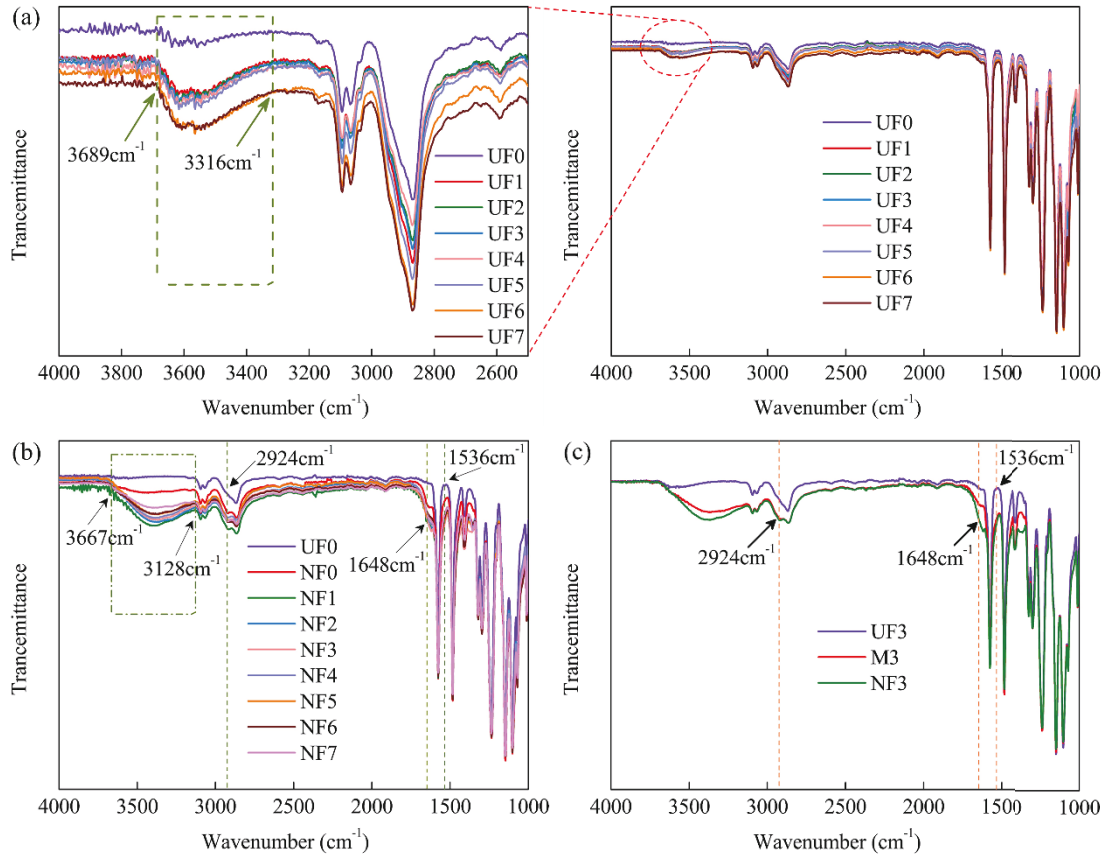 (a)
Trancemittance
3689cm-1
3316cm-1
UF0
UF1
UF2
UF3
UF4
UF5
UF6
UF7
4000 3800 3600 3400 3200 3000 2800 2600
Wavenumber (cm-1)
Trancemittance
UF0
UF1
UF2
UF3
UF4
UF5
UF6
UF7
4000 3500 3000 2500 2000 1500 1000
Wavenumber (cm-1)
(b)
Trancemittance
2924cm-1
1536cm-1
3667cm-1
3128cm-1
1648cm-1
UF0
NF0
NF1
NF2
NF3
NF4
NF5
NF6
NF7
4000 3500 3000 2500 2000 1500 1000
Wavenumber (cm-1)
(c)
Trancemittance
1536cm-1
2924cm-1
1648cm-1
UF3
M3
NF3
4000 3500 3000 2500 2000 1500 1000
Wavenumber (cm-1)